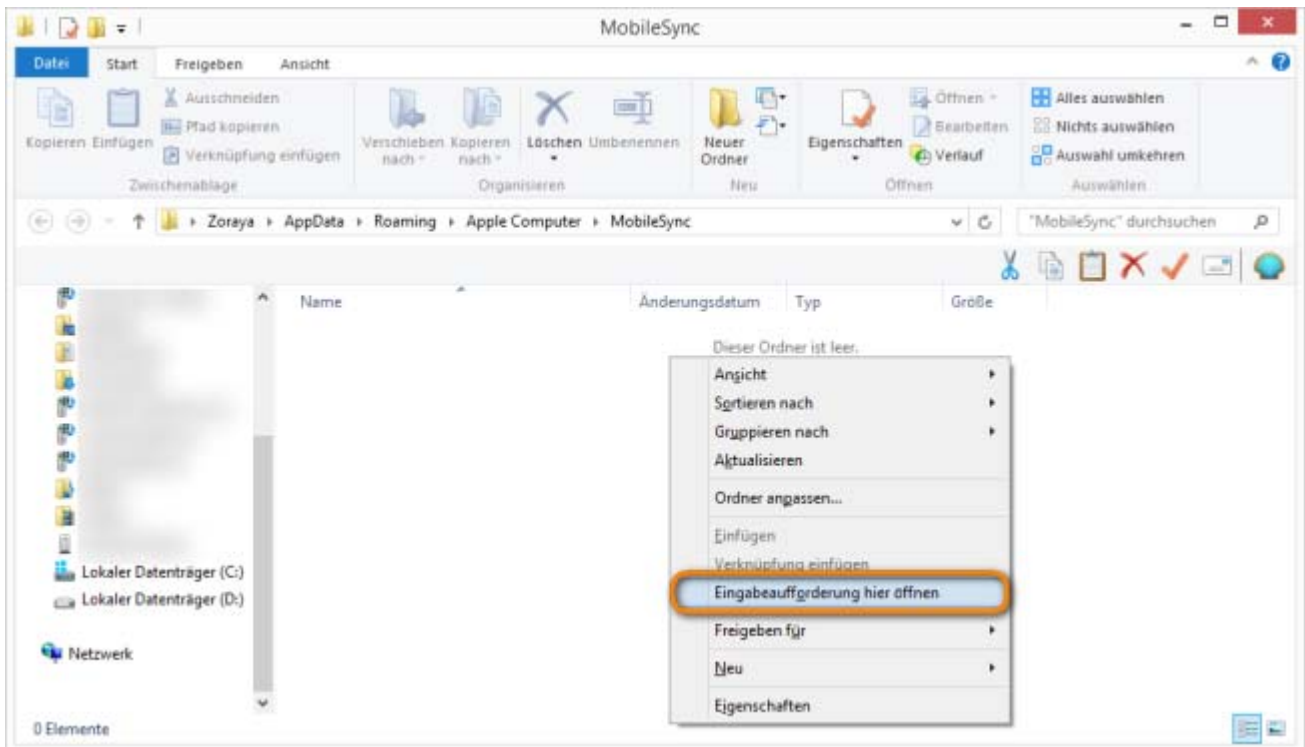 MobileSync
Datei Start Freigeben Ansicht
Kopieren Einfügen
Ausschneiden
Pfad kopieren
Verknüpfung einfügen
Zwischenablage
Verschieben nach
Kopieren nach
Löschen
Umbenennen
Organisieren
Neuer Ordner
Neu
Eigenschaften
Öffnen
Bearbeiten
Verlauf
Öffnen
Alles auswählen
Nichts auswählen
Auswahl umkehren
Auswählen
Zoraya AppData Roaming Apple Computer MobileSync
"MobileSync" durchsuchen
Name Änderungsdatum Typ Größe
Dieser Ordner ist leer.
Ansicht
Sortieren nach
Gruppieren nach
Aktualisieren
Ordner anpassen...
Einfügen
Verknüpfung einfügen
Eingabeaufforderung hier öffnen
Freigeben für
Neu
Eigenschaften
Lokaler Datenträger (C:)
Lokaler Datenträger (D:)
Netzwerk
0 Elemente